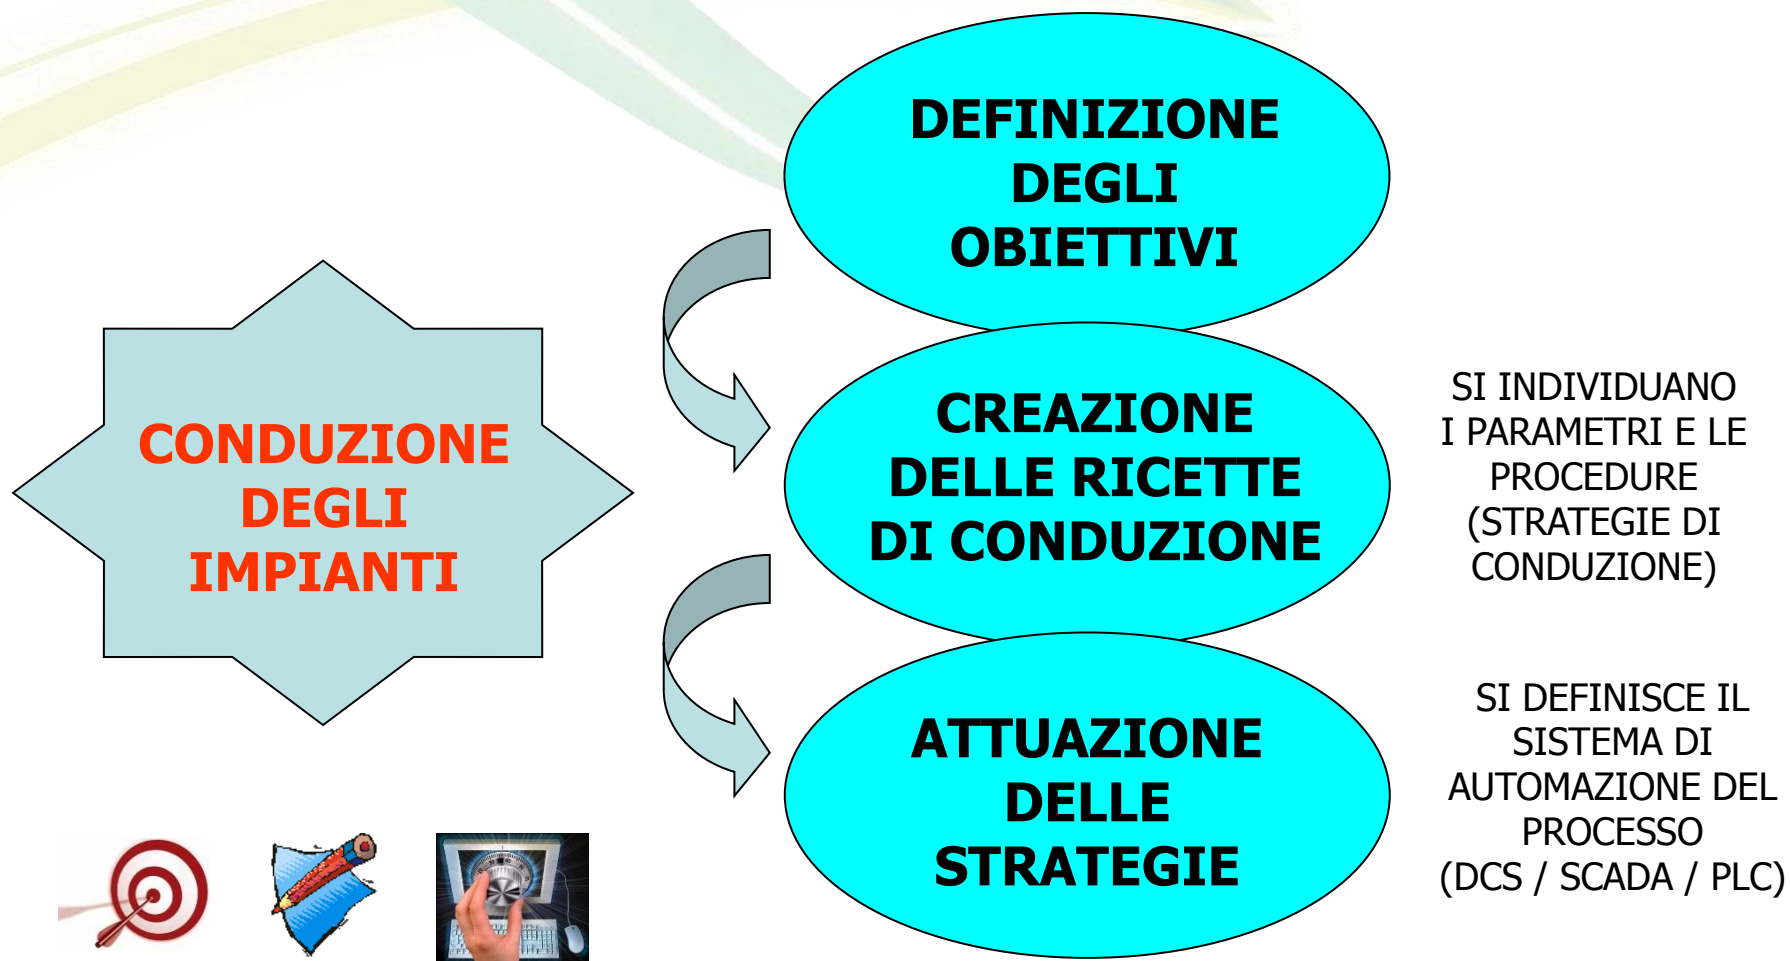 DEFINIZIONE
DEGLI
OBIETTIVI
CONDUZIONE
DEGLI
IMPIANTI
CREAZIONE
DELLE RICETTE
DI CONDUZIONE
SI INDIVIDUANO
I PARAMETRI E LE
PROCEDURE
(STRATEGIE DI
CONDUZIONE)
ATTUAZIONE
DELLE
STRATEGIE
SI DEFINISCE IL
SISTEMA DI
AUTOMAZIONE DEL
PROCESSO
(DCS / SCADA / PLC)